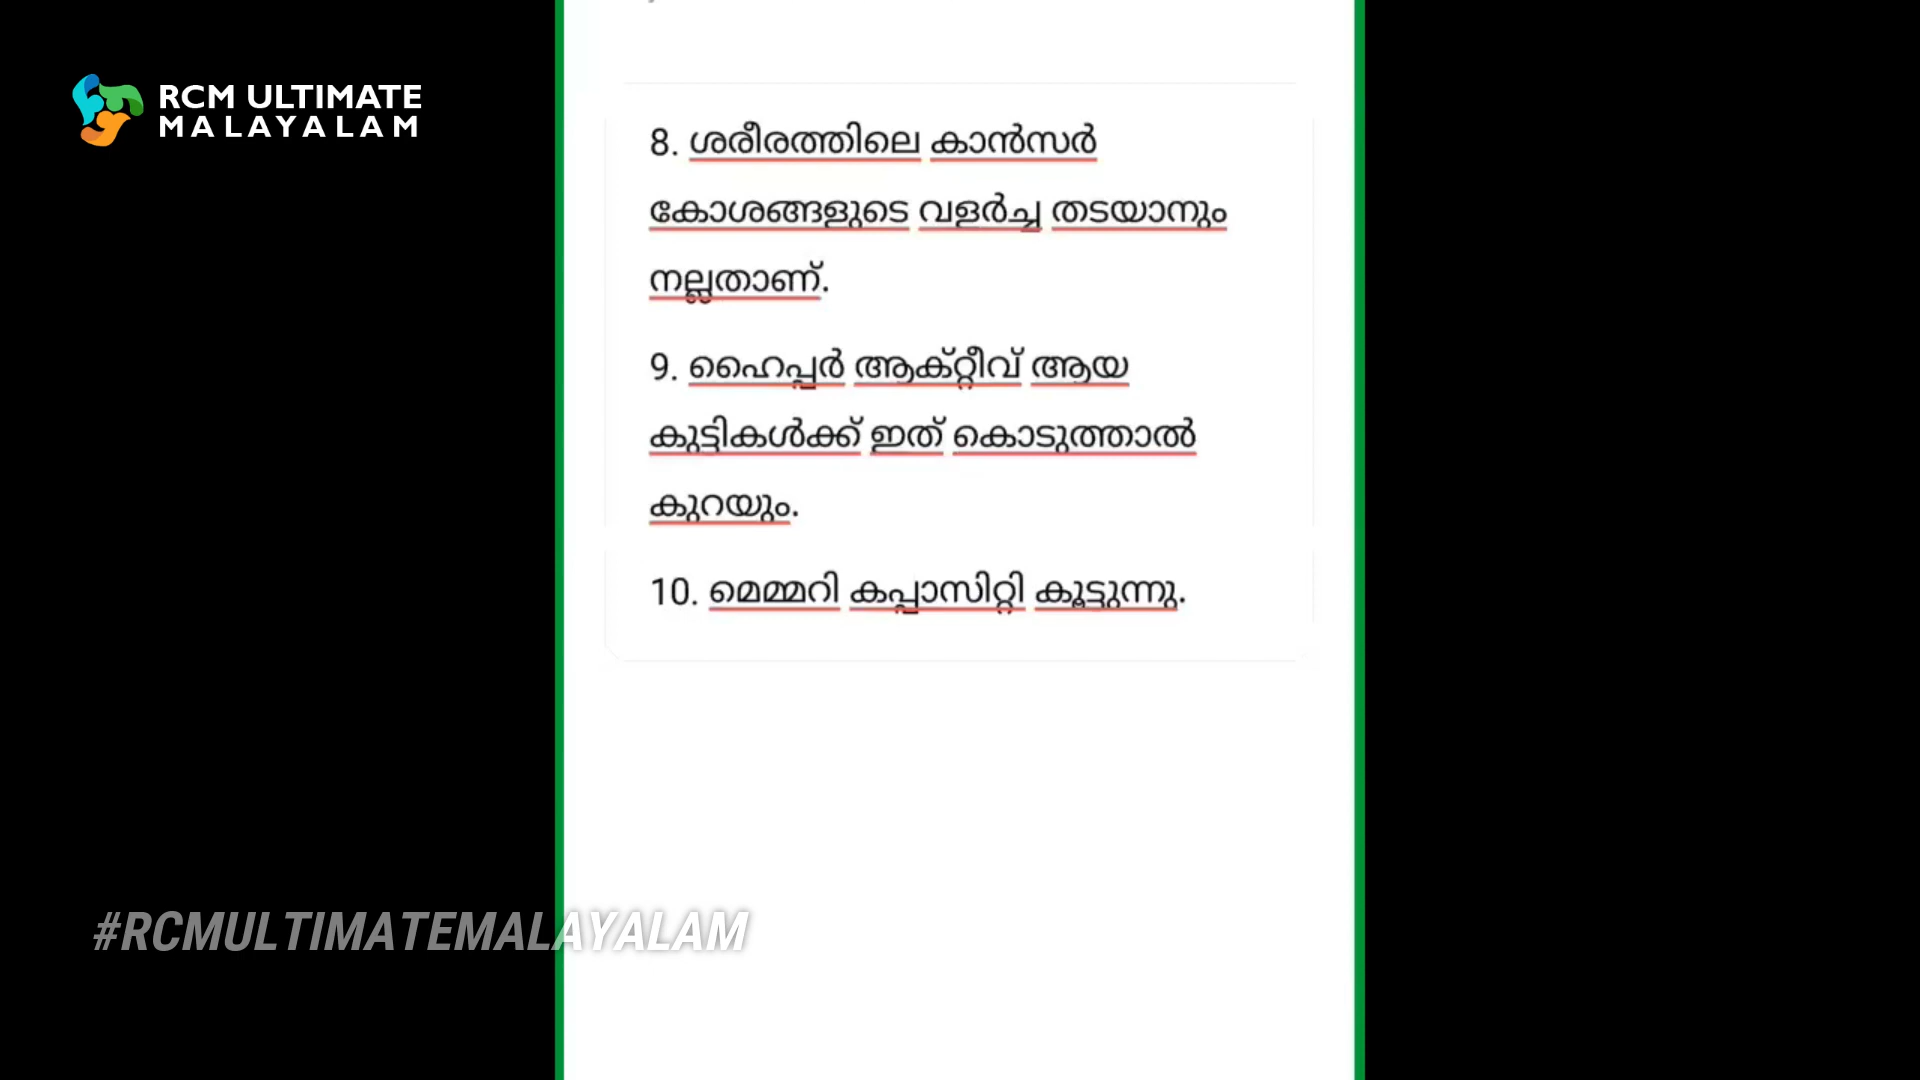 RCM ULTIMATE
MALAYALAM
8. ശരീരത്തിലെ കാൻസർ
കോശങ്ങളുടെ വളർച്ച തടയാനും
നല്ലതാണ്.
9. ഹൈപ്പർ ആക്റ്റീവ് ആയ
കുട്ടികൾക്ക് ഇത് കൊടുത്താൽ
കുറയും.
10. മെമ്മറി കപ്പാസിറ്റി കൂട്ടുന്നു.
#RCMULTIMATEMALAYALAM